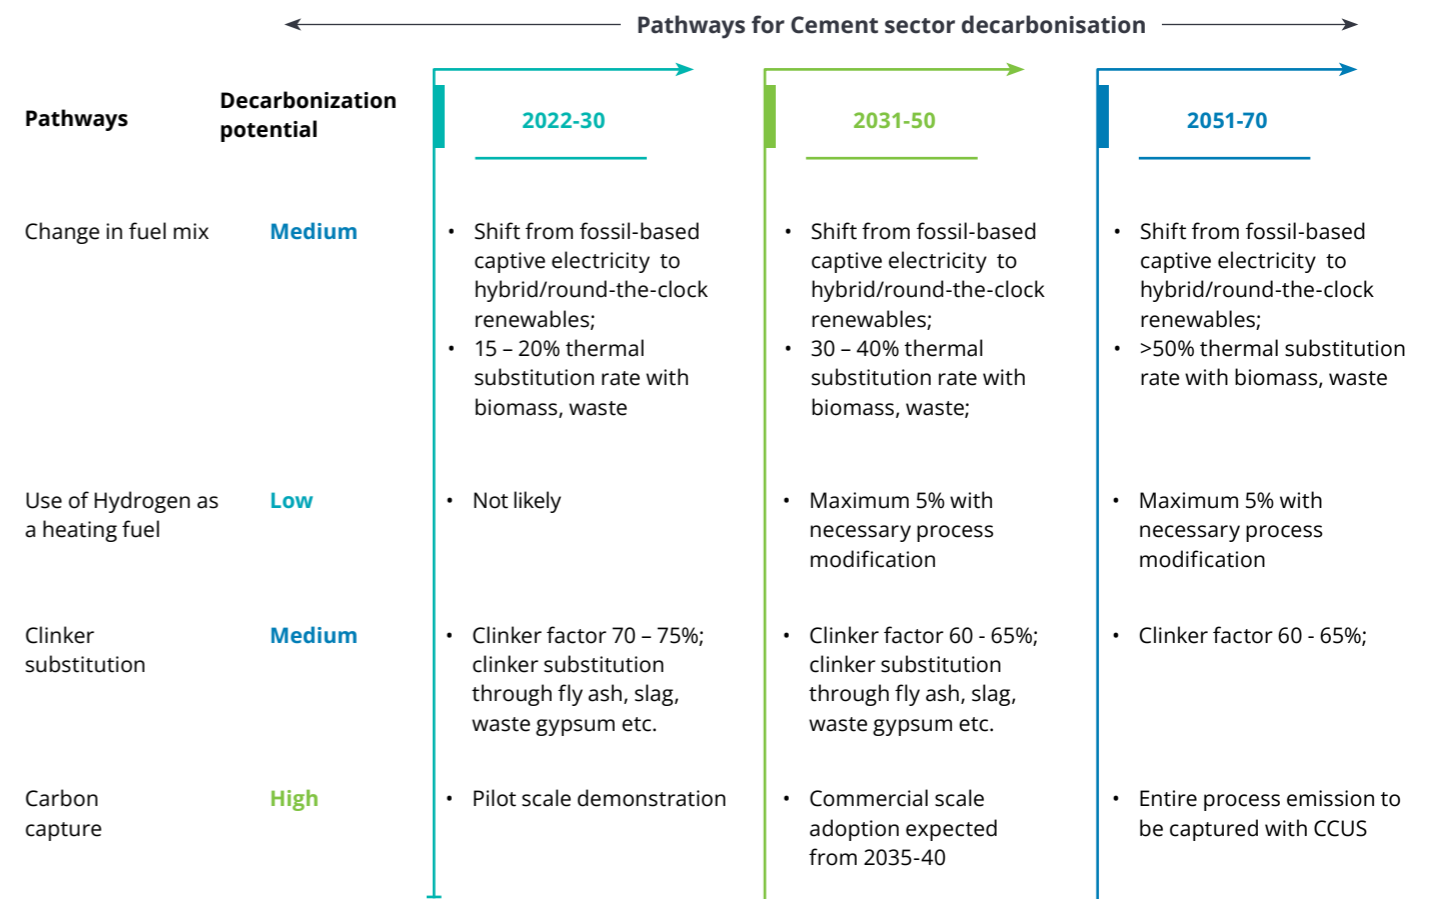 Pathways for Cement sector decarbonisation
Pathways
Decarbonization
potential
2022-30
2031-50
2051-70
Change in fuel mix
Medium
• Shift from fossil-based
captive electricity to
hybrid/round-the-clock
renewables;
• 15 – 20% thermal
substitution rate with
biomass, waste
• Shift from fossil-based
captive electricity to
hybrid/round-the-clock
renewables;
• 30 – 40% thermal
substitution rate with
biomass, waste;
• Shift from fossil-based
captive electricity to
hybrid/round-the-clock
renewables;
• >50% thermal substitution
rate with biomass, waste
Use of Hydrogen as
a heating fuel
Low
• Not likely
• Maximum 5% with
necessary process
modification
• Maximum 5% with
necessary process
modification
Clinker
substitution
Medium
• Clinker factor 70 – 75%;
clinker substitution
through fly ash, slag,
waste gypsum etc.
• Clinker factor 60 - 65%;
clinker substitution
through fly ash, slag,
waste gypsum etc.
• Clinker factor 60 - 65%;
Carbon
capture
High
• Pilot scale demonstration
• Commercial scale
adoption expected
from 2035-40
• Entire process emission to
be captured with CCUS